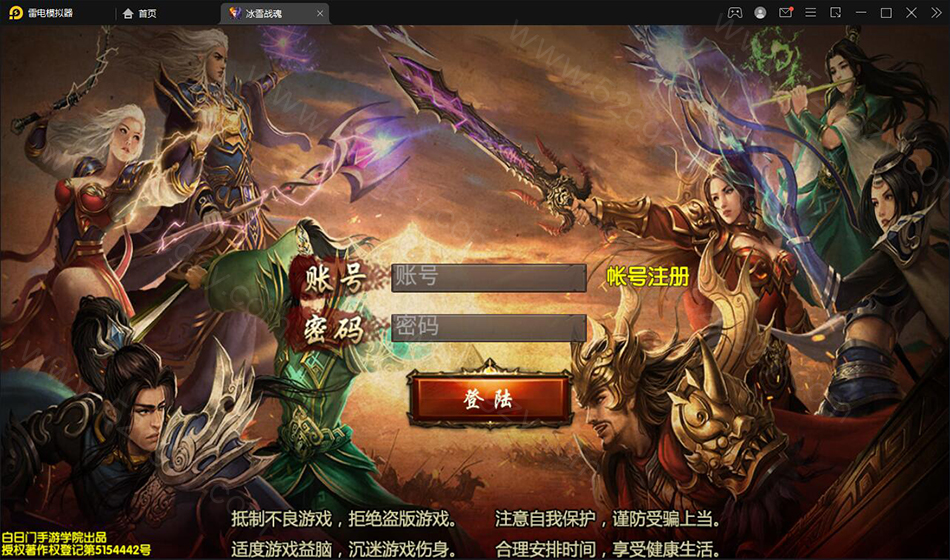 雷电模拟器
首页
冰雪战魂
账号
账号
帐号注册
密码
密码
登陆
抵制不良游戏，拒绝盗版游戏。
注意自我保护，谨防受骗上当。
适度游戏益脑，沉迷游戏伤身。
合理安排时间，享受健康生活。
白日门手游学院出品
授权著作权登记第5154442号